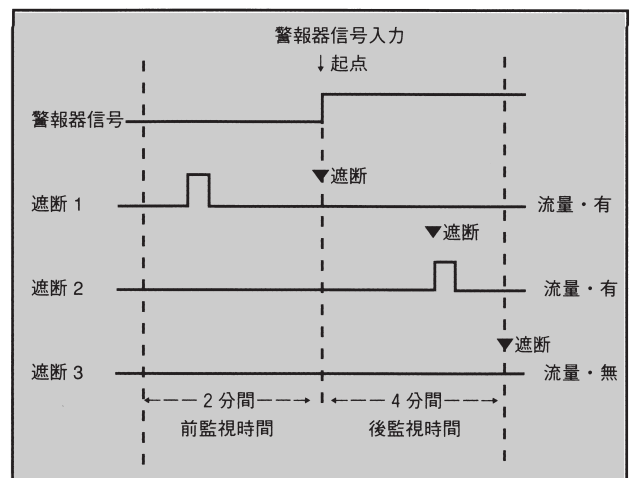 警報器信号入力
↓起点
警報器信号
▼遮断
遮断 1
流量・有
▼遮断
遮断 2
流量・有
▼遮断
遮断 3
流量・無
2 分間
4 分間
前監視時間
後監視時間